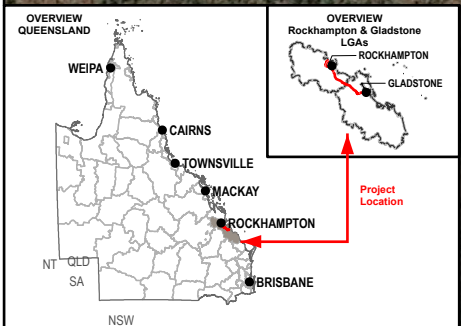 OVERVIEW
QUEENSLAND
WEIPA
CAIRNS
TOWNSVILLE
MACKAY
ROCKHAMPTON
BRISBANE
NT
QLD
SA
NSW
OVERVIEW
Rockhampton & Gladstone
LGAs
ROCKHAMPTON
GLADSTONE
Project
Location